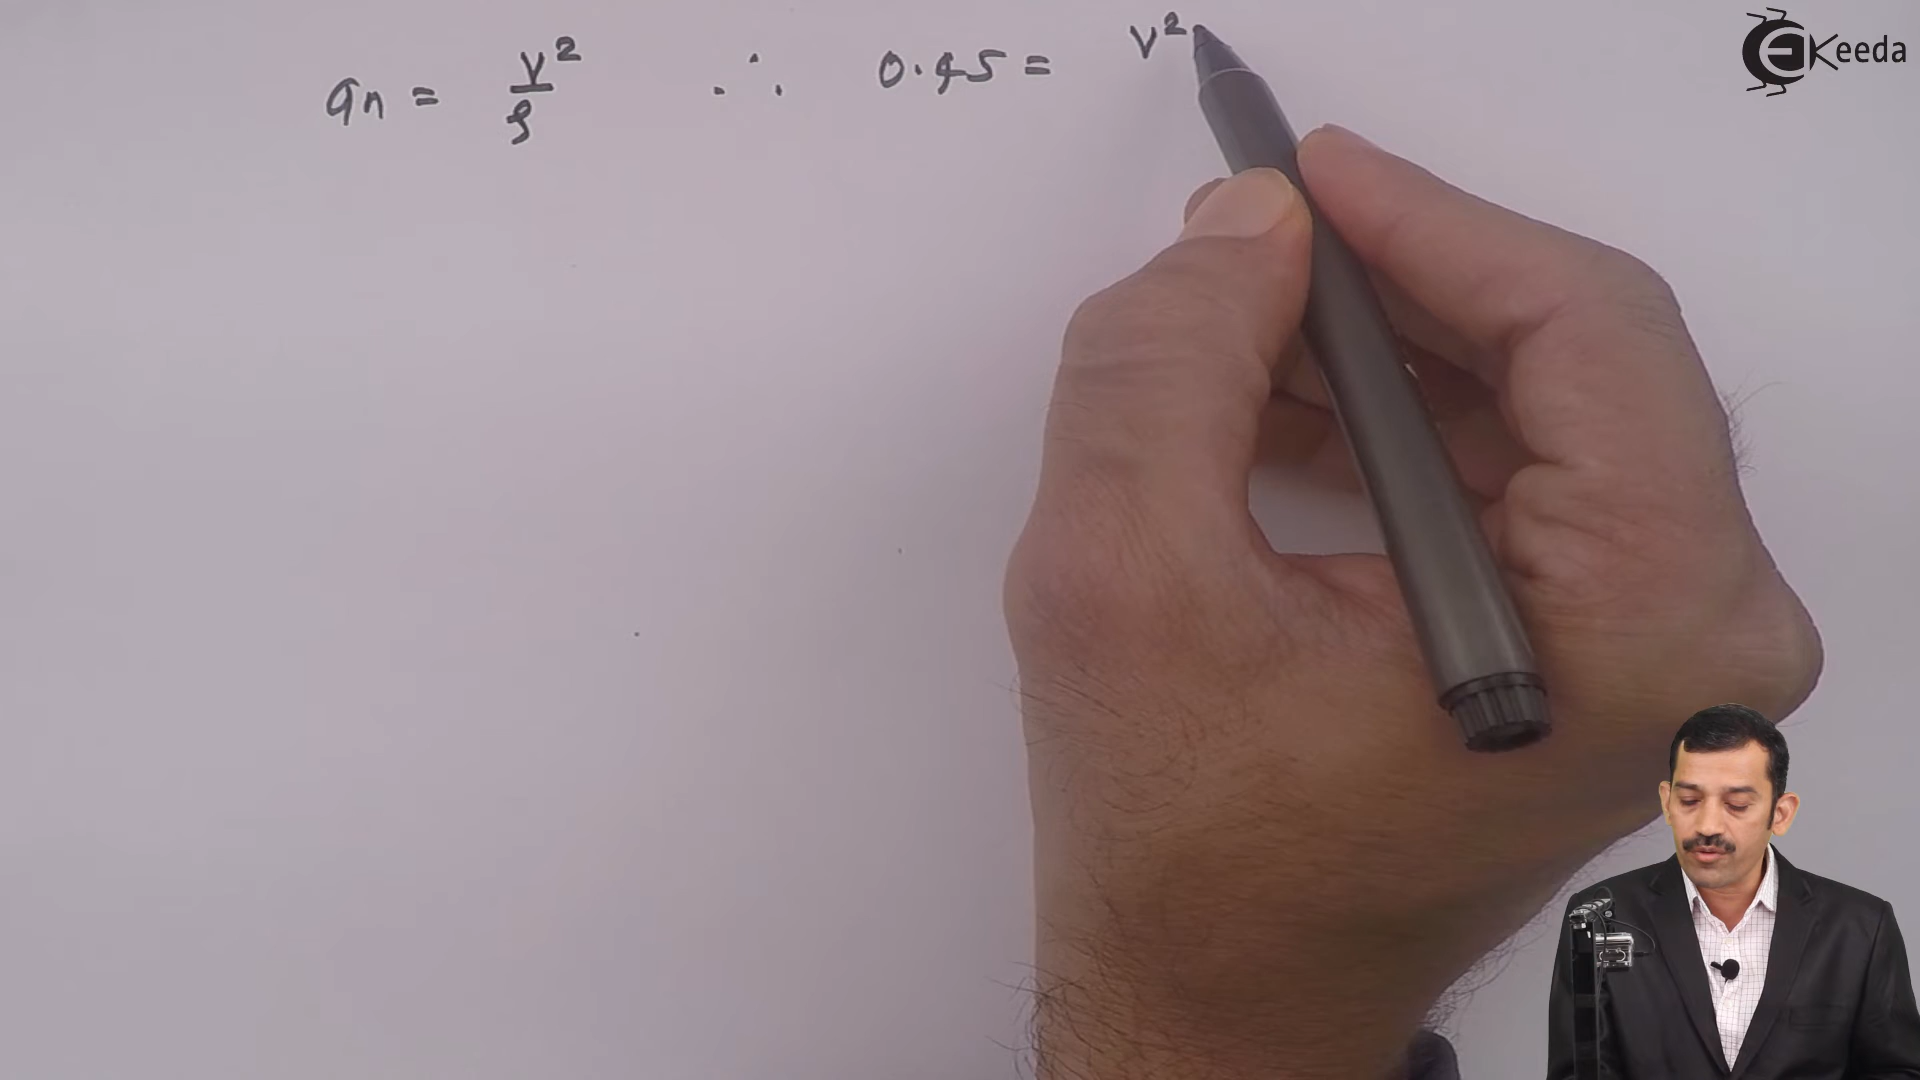 an = v²/ρ ∴ 0.45 = v²
EKeeda